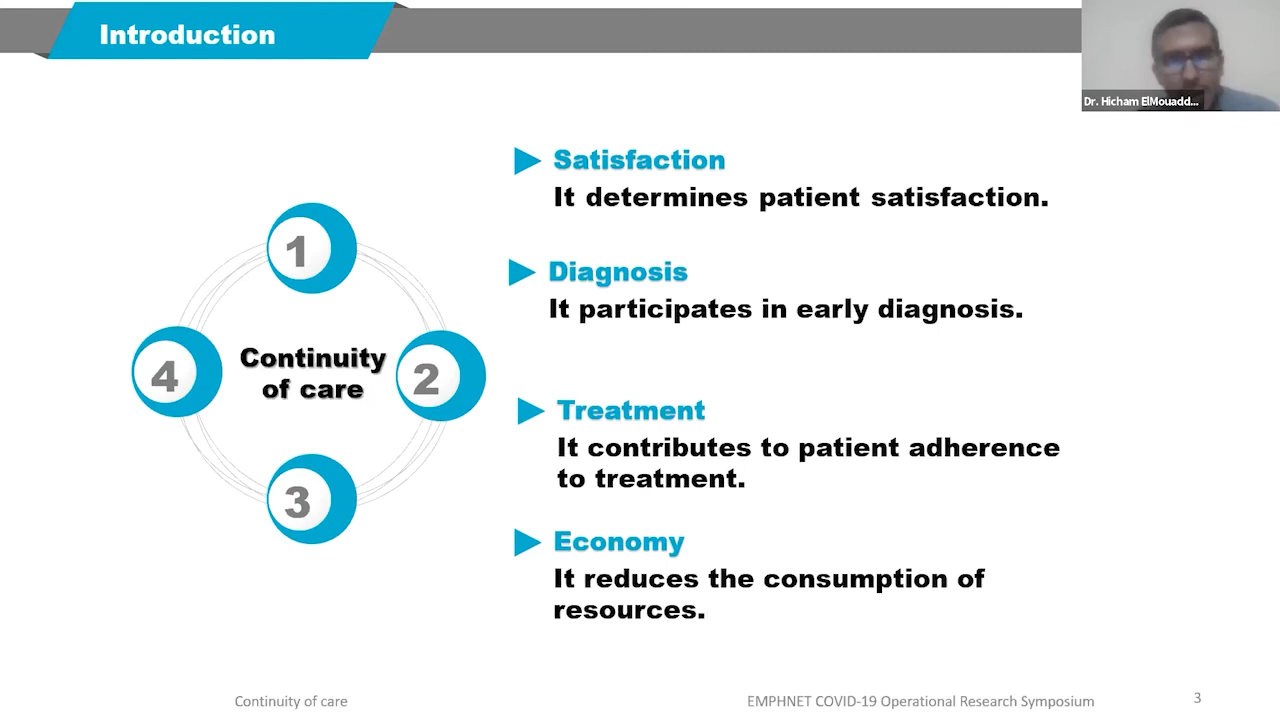 Introduction
Dr. Hicham ElMouadd...
Satisfaction
It determines patient satisfaction.
Diagnosis
It participates in early diagnosis.
1
4
Continuity
of care
2
3
Treatment
It contributes to patient adherence
to treatment.
Economy
It reduces the consumption of
resources.
Continuity of care
EMPHNET COVID-19 Operational Research Symposium
3